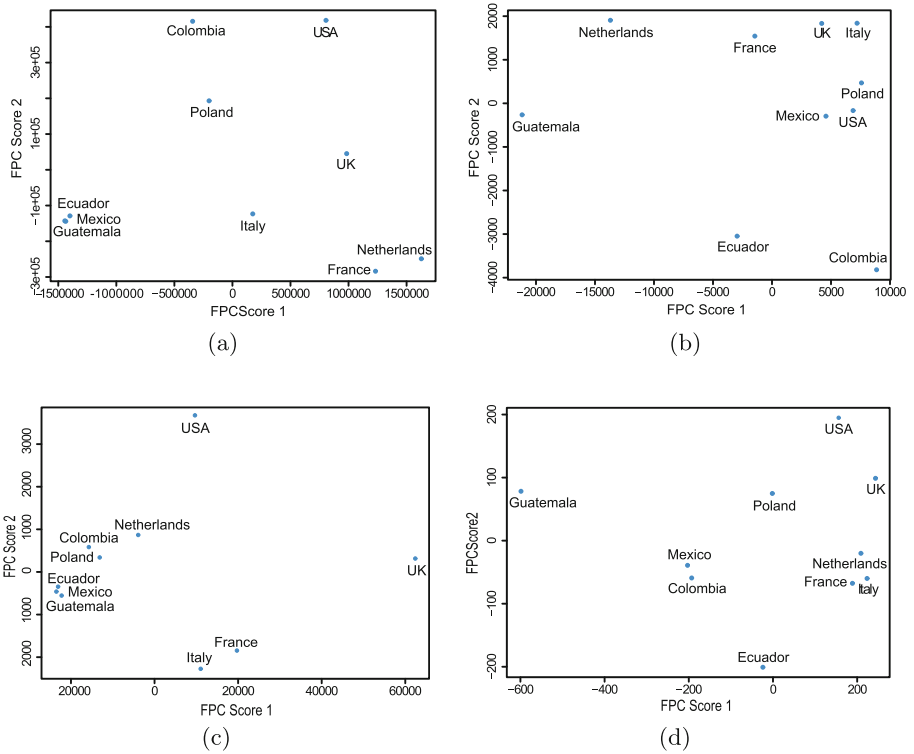 3e+05
1e+05
−1e+05
−3e+05
FPC Score 2
Colombia
USA
Poland
UK
Ecuador
Mexico
Guatemala
Italy
Netherlands
France
−1500000 −1000000 −500000 0 500000 1000000 1500000
FPCScore 1
(a)
2000
1000
0
−1000
−2000
−3000
−4000
FPC Score 2
Netherlands
France
UK
Italy
Poland
Mexico
USA
Guatemala
Ecuador
Colombia
−20000 −15000 −10000 −5000 0 5000 10000
FPC Score 1
(b)
3000
2000
1000
0
1000
2000
FPC Score 2
USA
Netherlands
Colombia
Poland
Ecuador
Mexico
Guatemala
UK
France
Italy
20000 0 20000 40000 60000
FPC Score 1
(c)
200
100
0
−100
−200
FPCScore2
USA
Guatemala
Poland
UK
Mexico
Colombia
Netherlands
France
Italy
Ecuador
−600 −400 −200 0 200
FPC Score 1
(d)